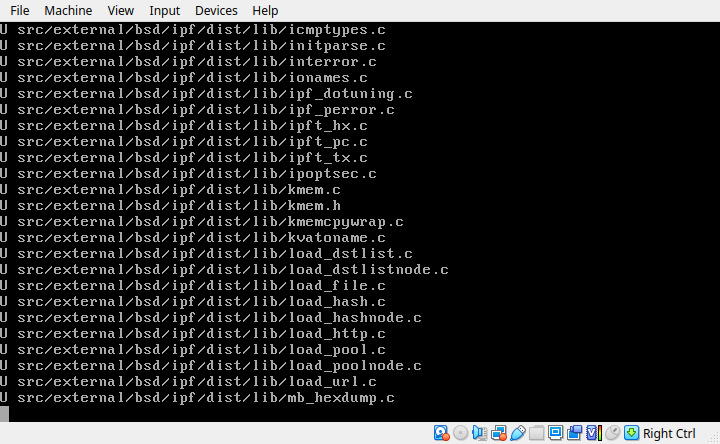 File Machine View Input Devices Help
U src/external/bsd/ipf/dist/lib/icmptypes.c
U src/external/bsd/ipf/dist/lib/initparse.c
U src/external/bsd/ipf/dist/lib/interror.c
U src/external/bsd/ipf/dist/lib/ionames.c
U src/external/bsd/ipf/dist/lib/ipf_dotuning.c
U src/external/bsd/ipf/dist/lib/ipf_perror.c
U src/external/bsd/ipf/dist/lib/ipft_hx.c
U src/external/bsd/ipf/dist/lib/ipft_pc.c
U src/external/bsd/ipf/dist/lib/ipft_tx.c
U src/external/bsd/ipf/dist/lib/ipoptsec.c
U src/external/bsd/ipf/dist/lib/kmem.c
U src/external/bsd/ipf/dist/lib/kmem.h
U src/external/bsd/ipf/dist/lib/kmemcpywrap.c
U src/external/bsd/ipf/dist/lib/kvatoname.c
U src/external/bsd/ipf/dist/lib/load_dstlist.c
U src/external/bsd/ipf/dist/lib/load_dstlistnode.c
U src/external/bsd/ipf/dist/lib/load_file.c
U src/external/bsd/ipf/dist/lib/load_hash.c
U src/external/bsd/ipf/dist/lib/load_hashnode.c
U src/external/bsd/ipf/dist/lib/load_http.c
U src/external/bsd/ipf/dist/lib/load_pool.c
U src/external/bsd/ipf/dist/lib/load_poolnode.c
U src/external/bsd/ipf/dist/lib/load_url.c
U src/external/bsd/ipf/dist/lib/mb_hexdump.c
Right Ctrl